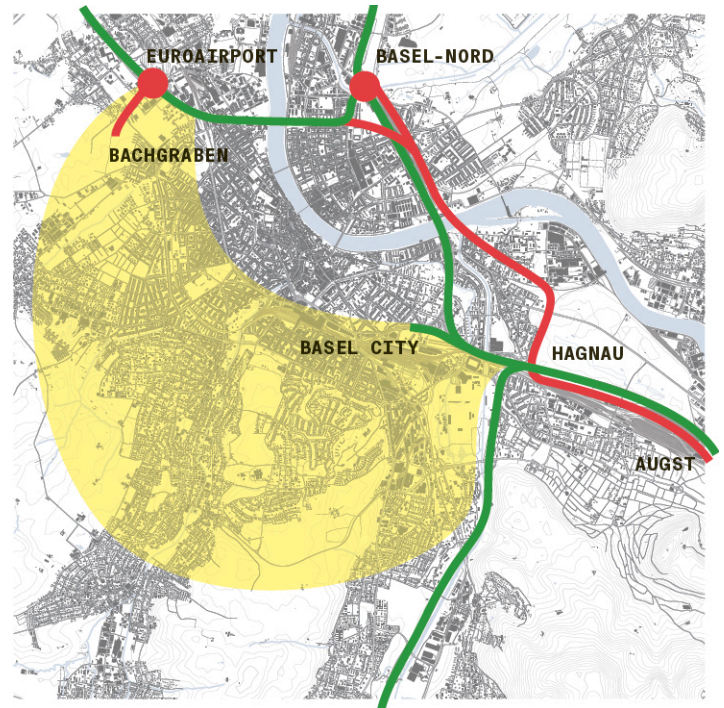 EUROAIRPORT
BASEL-NORD
BACHGRABEN
BASEL CITY
HAGNAU
AUGST